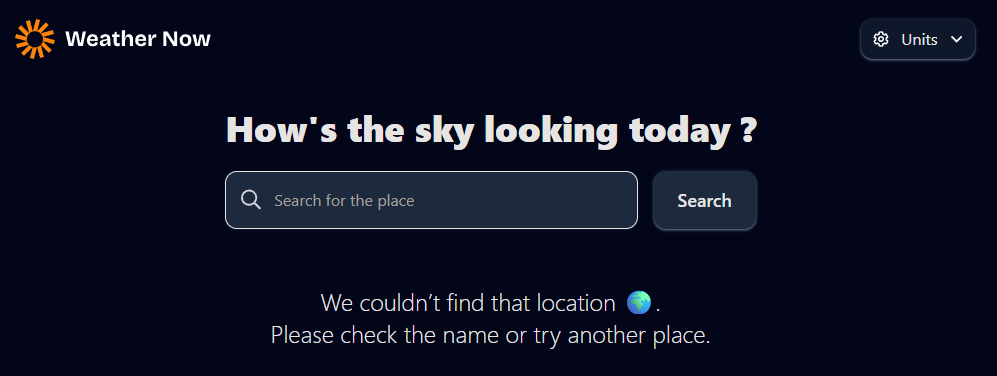 Weather Now
Units
How's the sky looking today ?
Search for the place
Search
We couldn’t find that location 🌍.
Please check the name or try another place.